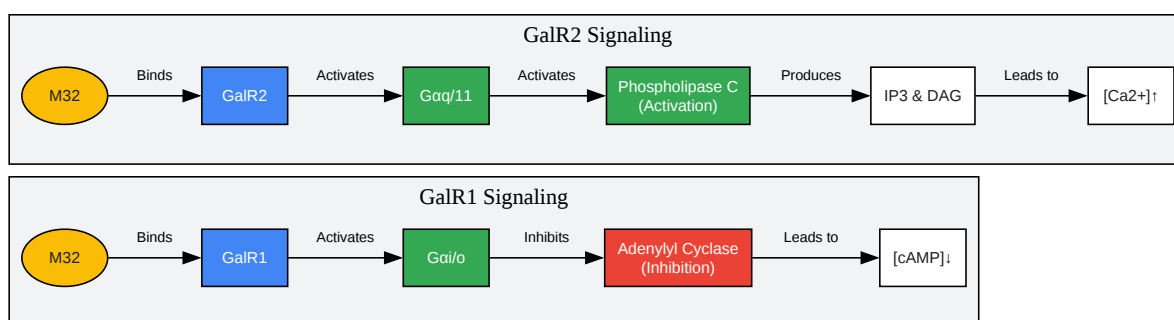 GalR2 Signaling
Binds
Activates
Activates
Produces
Leads to
M32
GalR2
Gαq/11
Phospholipase C
(Activation)
IP3 & DAG
[Ca2+]↑
GalR1 Signaling
Binds
Activates
Inhibits
Leads to
M32
GalR1
Gαi/o
Adenylyl Cyclase
(Inhibition)
[cAMP]↓